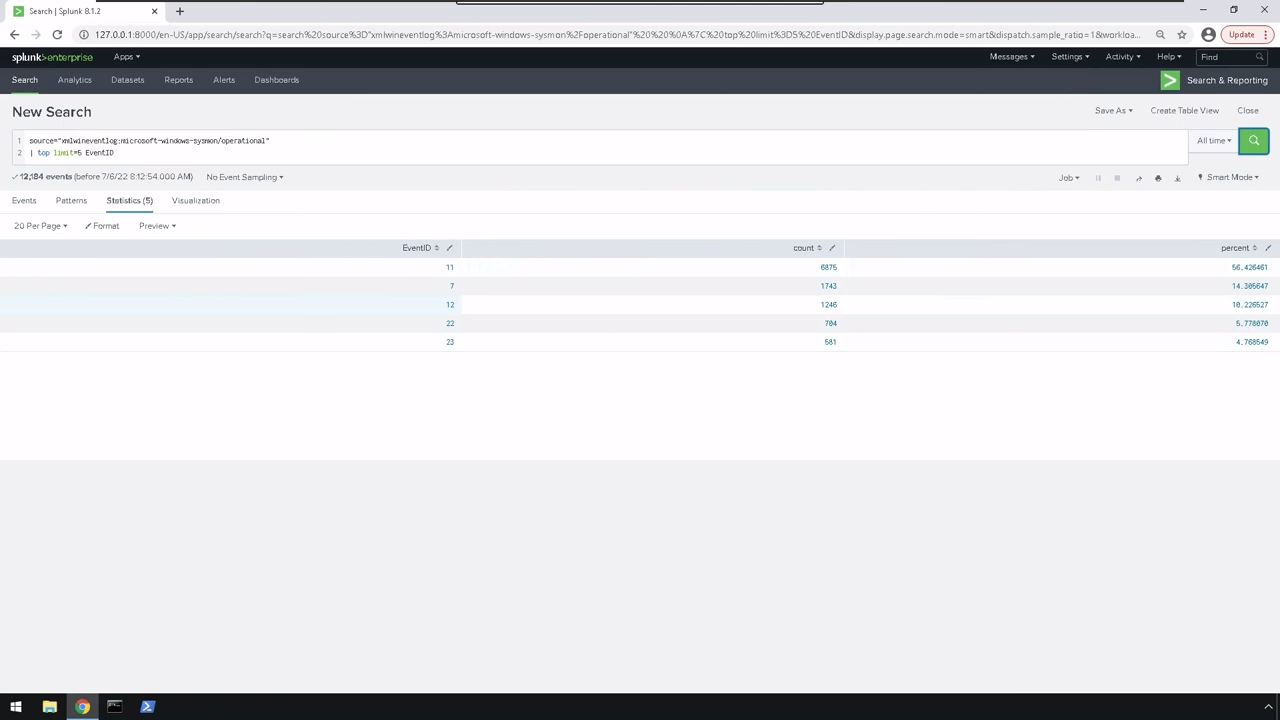 Search | Splunk 8.1.2
127.0.0.1:8000/en-US/app/search/search?q=search%20source%3D"xmlwineventlog%3Amicrosoft-windows-sysmon%2Foperational"%20%20%0A%7C%20top%20limit%3D5%20EventID&display.page.search.mode=smart&dispatch.sample_ratio=1&workloa...
Update
splunk>enterprise Apps
Messages Settings Activity Help Find
Search Analytics Datasets Reports Alerts Dashboards
Search & Reporting
New Search
Save As Create Table View Close
1 source="xmlwineventlog:microsoft-windows-sysmon/operational"
2 | top limit=5 EventID
All time
12,184 events (before 7/6/22 8:12:54.000 AM) No Event Sampling
Job Smart Mode
Events Patterns Statistics (5) Visualization
20 Per Page Format Preview
EventID count percent
11 6875 56.426461
7 1743 14.305647
12 1246 10.226527
22 704 5.778070
23 581 4.768549